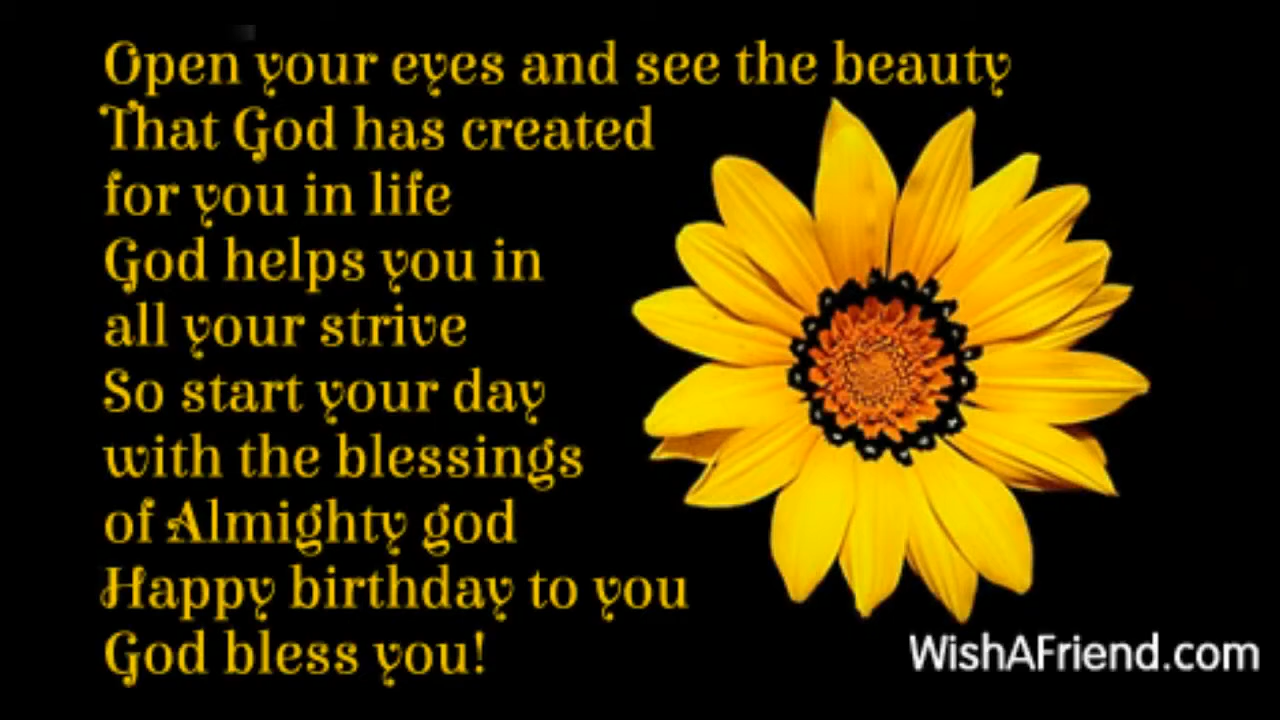 Open your eyes and see the beauty
That God has created
for you in life
God helps you in
all your strive
So start your day
with the blessings
of Almighty god
Happy birthday to you
God bless you!
WishAFriend.com